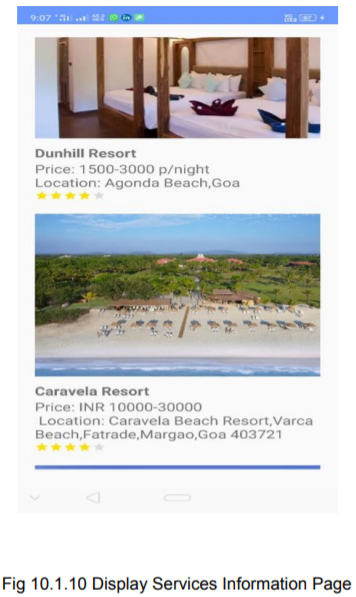 9:07
Dunhill Resort
Price: 1500-3000 p/night
Location: Agonda Beach,Goa
Caravela Resort
Price: INR 10000-30000
Location: Caravela Beach Resort,Varca
Beach,Fatrade,Margao,Goa 403721
Fig 10.1.10 Display Services Information Page